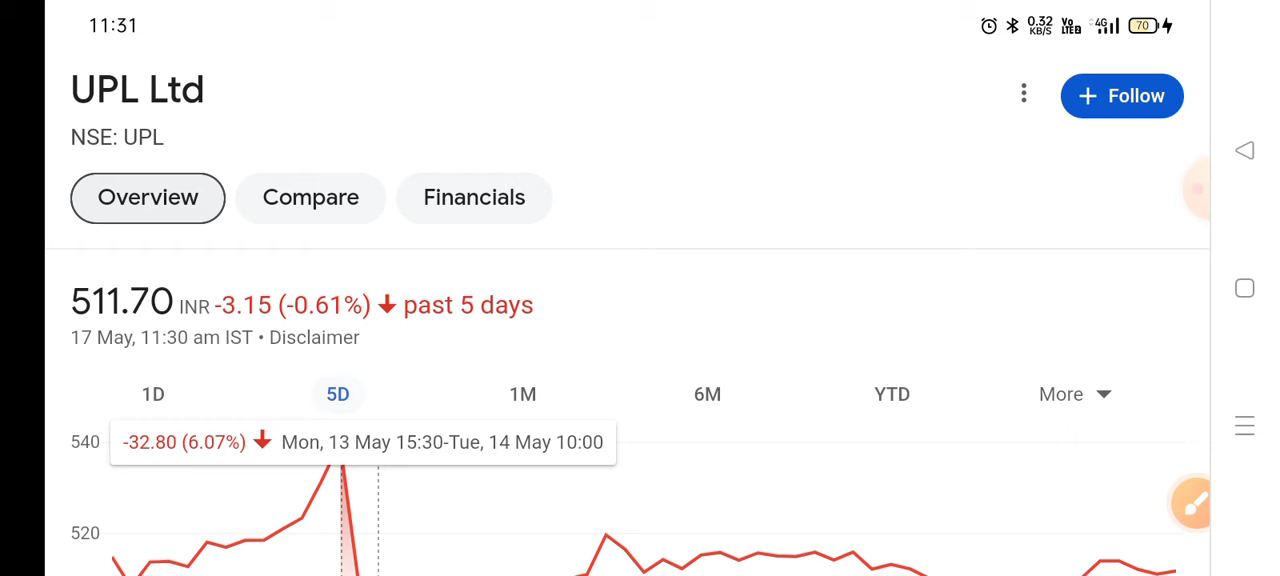 11:31
0.32 KB/S Vo LTE2 4G 70
UPL Ltd
+ Follow
NSE: UPL
Overview Compare Financials
511.70 INR -3.15 (-0.61%) ↓ past 5 days
17 May, 11:30 am IST • Disclaimer
1D 5D 1M 6M YTD More
540 -32.80 (6.07%) ↓ Mon, 13 May 15:30-Tue, 14 May 10:00
520